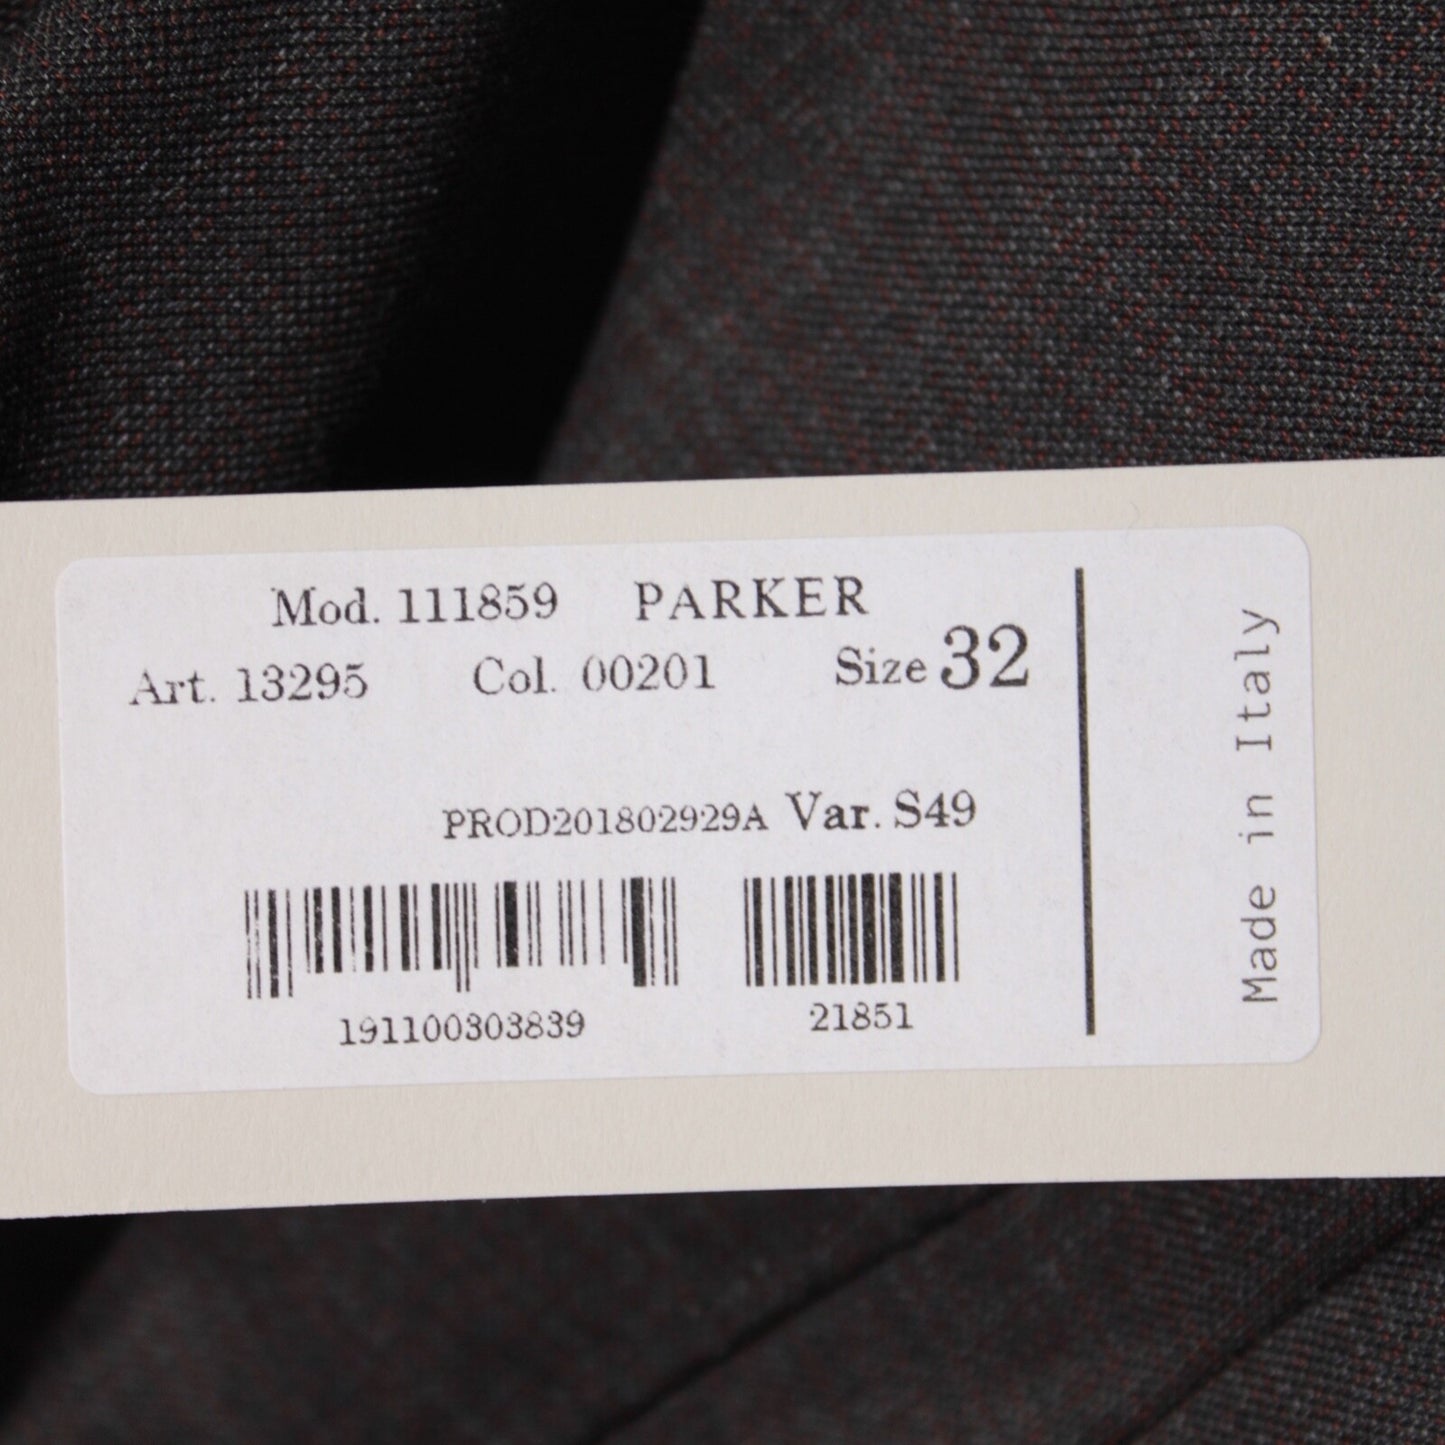 Mod. 111859 PARKER
Art. 13295 Col. 00201 Size 32
PROD201802929A Var. S49
191100303839 21851
Made in Italy